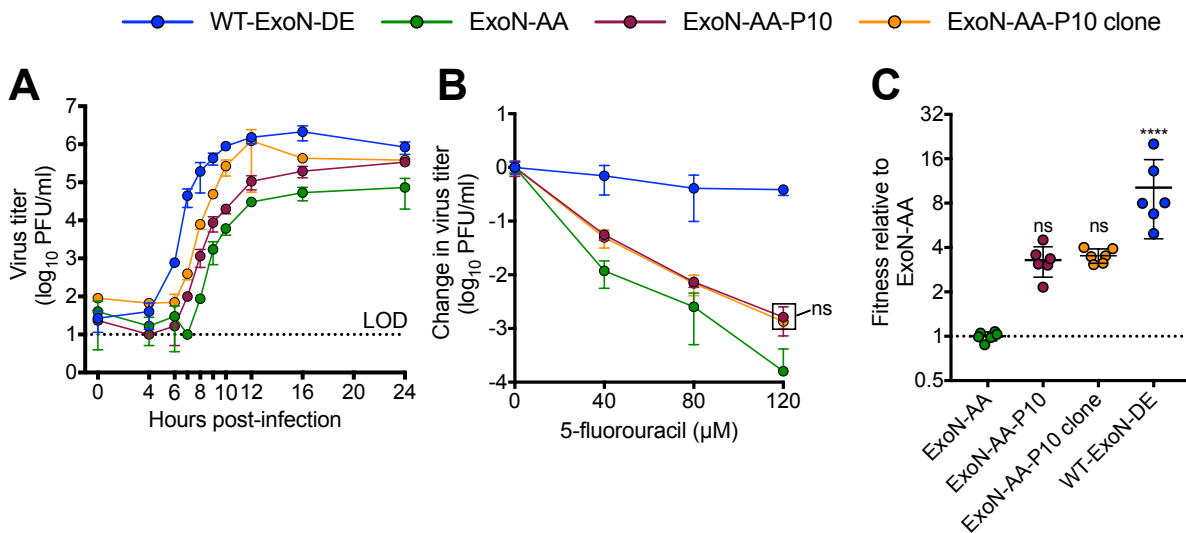 WT-ExoN-DE ExoN-AA ExoN-AA-P10 ExoN-AA-P10 clone
A
Virus titer
(log10 PFU/ml)
7
6
5
4
3
2
1
0
LOD
0 4 6 8 10 12 16 20 24
Hours post-infection
B
Change in virus titer
(log10 PFU/ml)
1
0
-1
-2
-3
-4
ns
0 40 80 120
5-fluorouracil (µM)
C
Fitness relative to
ExoN-AA
32
16
8
4
2
1
0.5
ns
ns
****
ExoN-AA
ExoN-AA-P10
ExoN-AA-P10 clone
WT-ExoN-DE